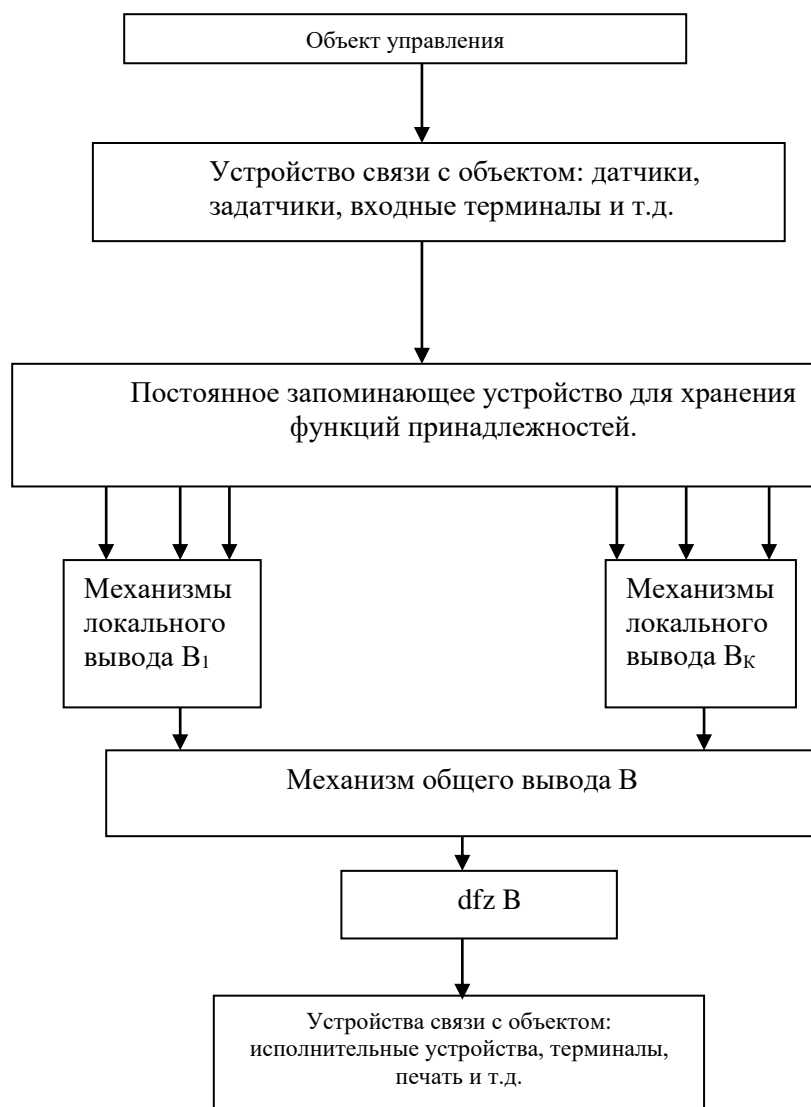 Объект управления
Устройство связи с объектом: датчики,
задатчики, входные терминалы и т.д.
Постоянное запоминающее устройство для хранения
функций принадлежностей.
Механизмы
локального
вывода B₁
Механизмы
локального
вывода Bᴋ
Механизм общего вывода B
dfz B
Устройства связи с объектом:
исполнительные устройства, терминалы,
печать и т.д.